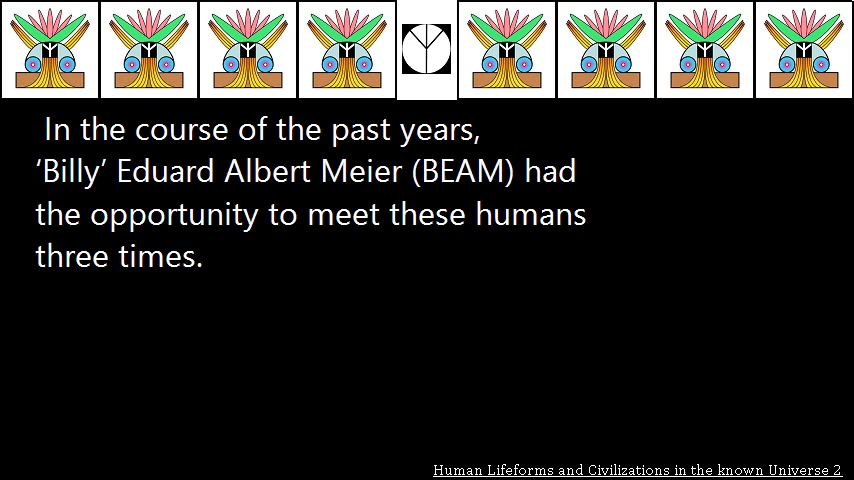 In the course of the past years,
‘Billy’ Eduard Albert Meier (BEAM) had
the opportunity to meet these humans
three times.
Human Lifeforms and Civilizations in the known Universe 2